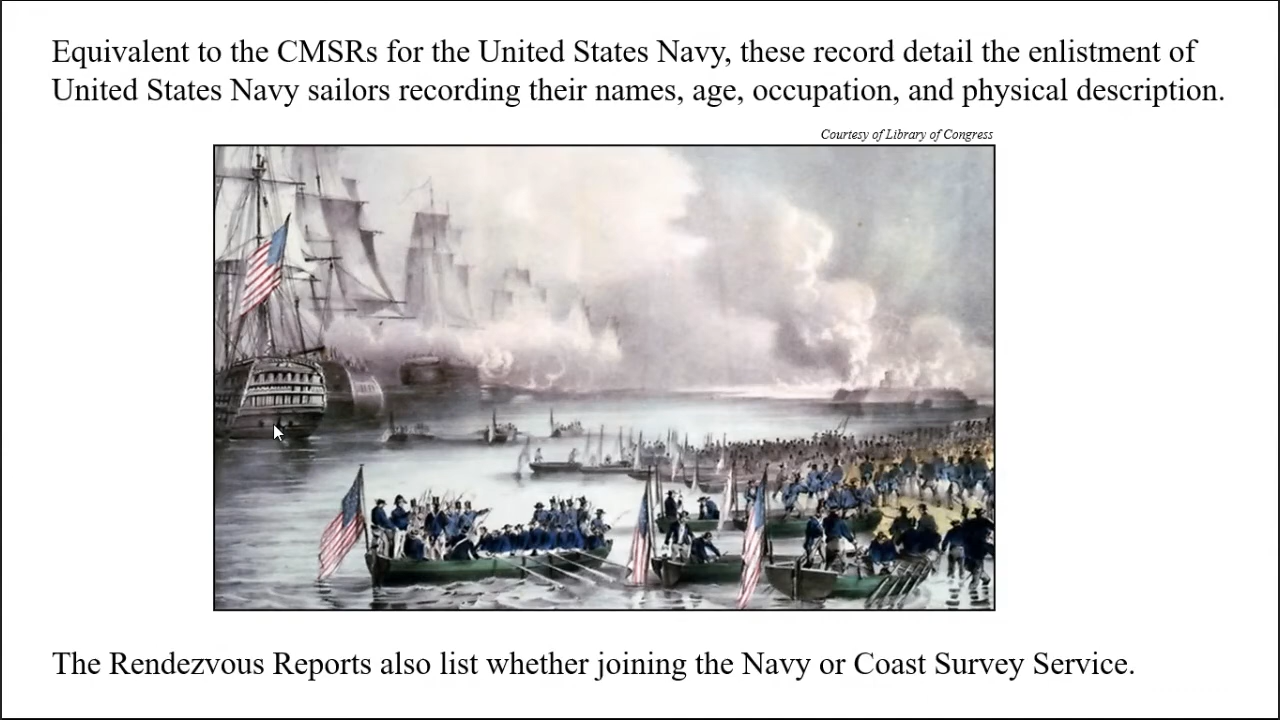 Equivalent to the CMSRs for the United States Navy, these record detail the enlistment of
United States Navy sailors recording their names, age, occupation, and physical description.
Courtesy of Library of Congress
The Rendezvous Reports also list whether joining the Navy or Coast Survey Service.